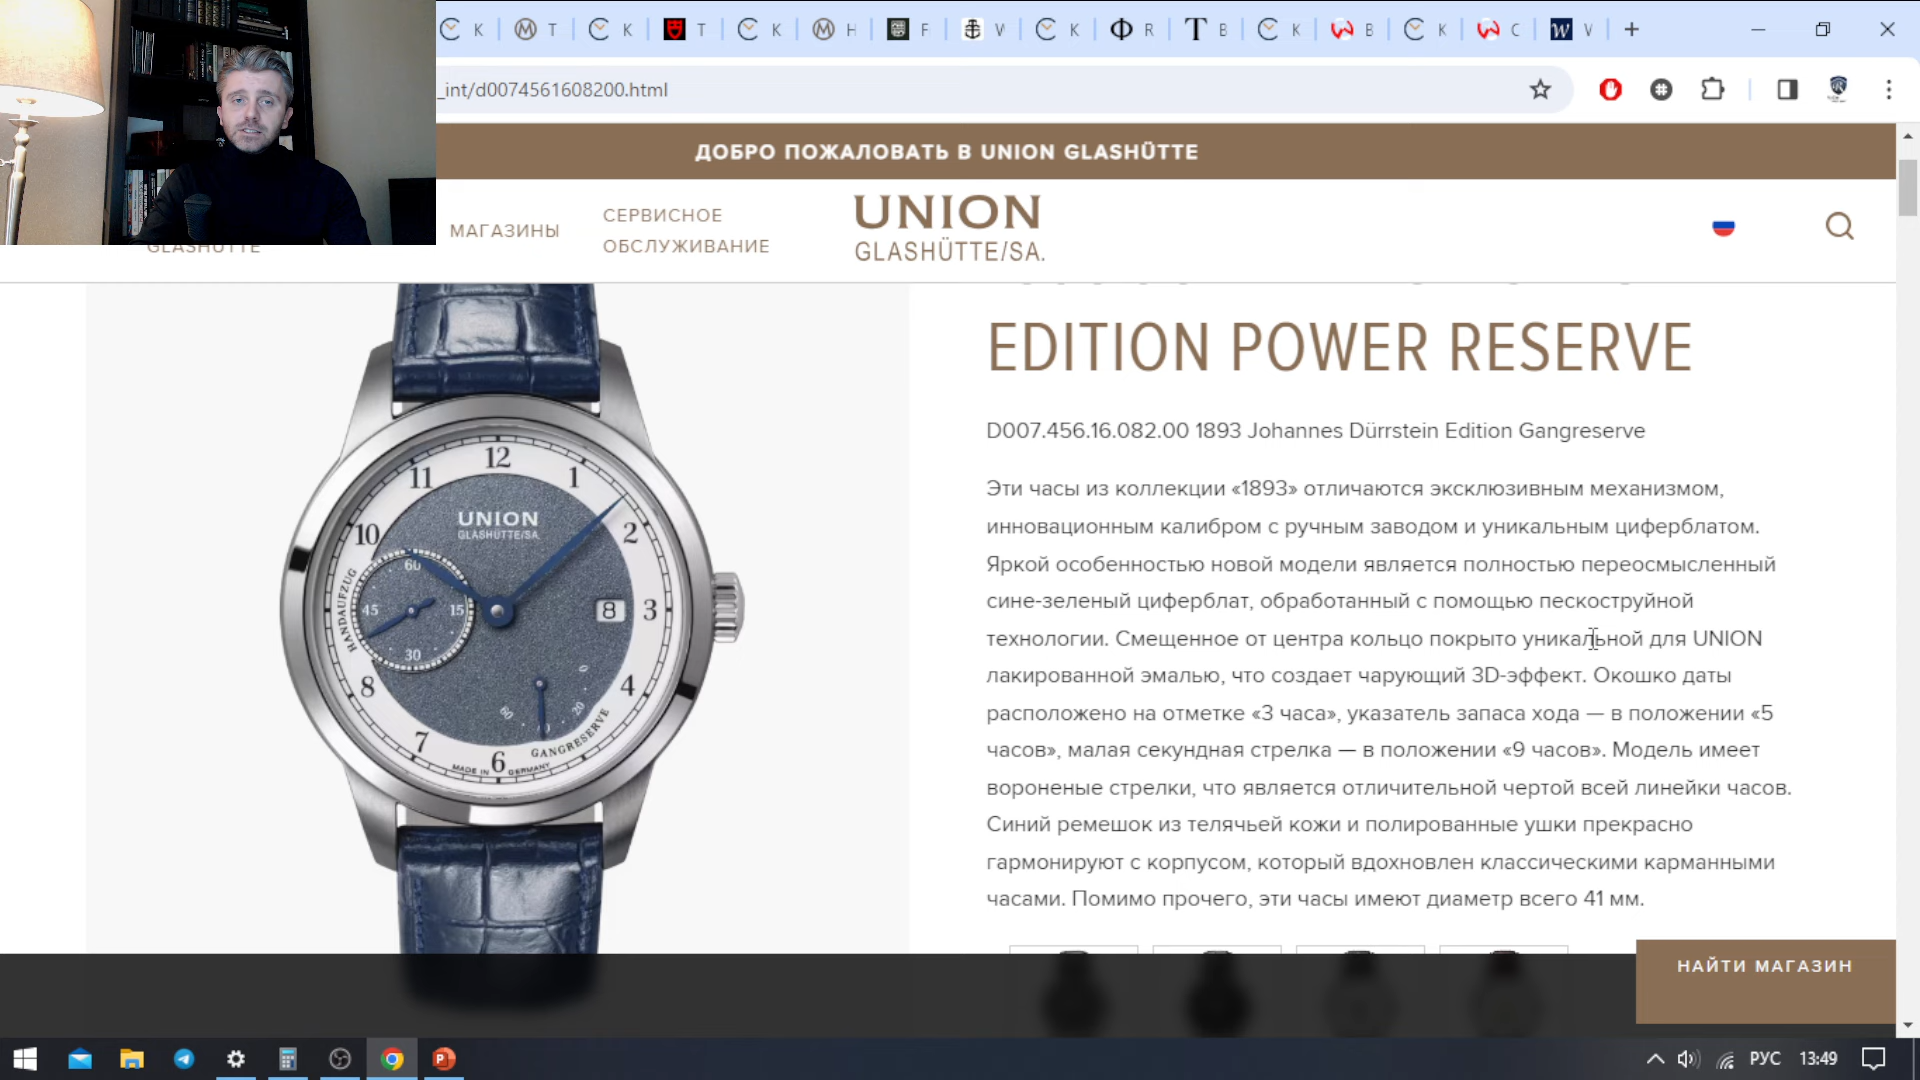 K
T
K
T
K
H
F
V
K
R
B
K
B
K
C
V
_int/d0074561608200.html
ДОБРО ПОЖАЛОВАТЬ В UNION GLASHÜTTE
GLASHÜTTE
МАГАЗИНЫ
СЕРВИСНОЕ
ОБСЛУЖИВАНИЕ
UNION
GLASHÜTTE/SA.
EDITION POWER RESERVE
D007.456.16.082.00 1893 Johannes Dürrstein Edition Gangreserve
Эти часы из коллекции «1893» отличаются эксклюзивным механизмом,
инновационным калибром с ручным заводом и уникальным циферблатом.
Яркой особенностью новой модели является полностью переосмысленный
сине-зеленый циферблат, обработанный с помощью пескоструйной
технологии. Смещенное от центра кольцо покрыто уникальной для UNION
лакированной эмалью, что создает чарующий 3D-эффект. Окошко даты
расположено на отметке «3 часа», указатель запаса хода — в положении «5
часов», малая секундная стрелка — в положении «9 часов». Модель имеет
вороненые стрелки, что является отличительной чертой всей линейки часов.
Синий ремешок из телячьей кожи и полированные ушки прекрасно
гармонируют с корпусом, который вдохновлен классическими карманными
часами. Помимо прочего, эти часы имеют диаметр всего 41 мм.
12
11
1
10
2
UNION
GLASHÜTTE/SA.
60
45
15
30
HANDAUFZUG
8
3
8
4
0
20
60
GANGRESERVE
7
6
MADE IN GERMANY
НАЙТИ МАГАЗИН
РУС
13:49